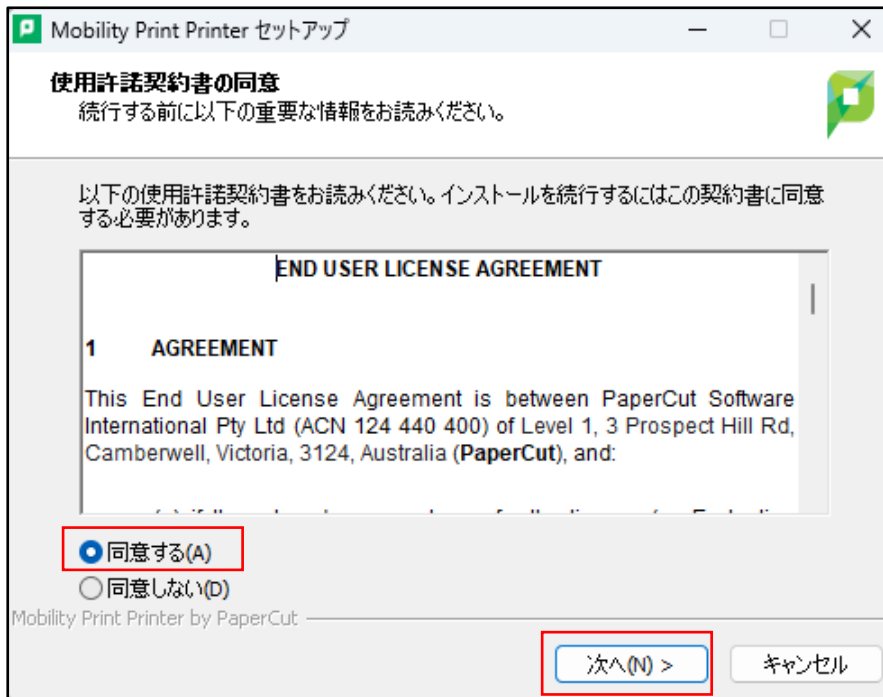 Mobility Print Printer セットアップ
使用許諾契約書の同意
続行する前に以下の重要な情報をお読みください。
以下の使用許諾契約書をお読みください。インストールを続行するにはこの契約書に同意
する必要があります。
END USER LICENSE AGREEMENT
1 AGREEMENT
This End User License Agreement is between PaperCut Software
International Pty Ltd (ACN 124 440 400) of Level 1, 3 Prospect Hill Rd,
Camberwell, Victoria, 3124, Australia (PaperCut), and:
同意する(A)
同意しない(D)
Mobility Print Printer by PaperCut
次へ(N) >
キャンセル